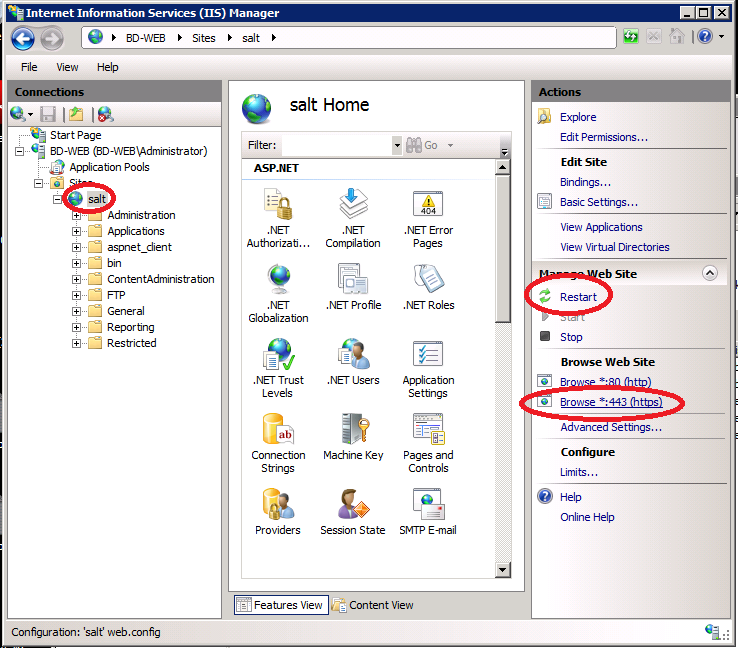 Internet Information Services (IIS) Manager
BD-WEB Sites salt
File View Help
Connections
Start Page
BD-WEB (BD-WEB\Administrator)
Application Pools
Sites
salt
Administration
Applications
aspnet_client
bin
ContentAdministration
FTP
General
Reporting
Restricted
salt Home
Filter: Go
ASP.NET
.NET Authorizati...
.NET Compilation
.NET Error Pages
.NET Globalization
.NET Profile
.NET Roles
.NET Trust Levels
.NET Users
Application Settings
Connection Strings
Machine Key
Pages and Controls
Providers
Session State
SMTP E-mail
Features View
Content View
Actions
Explore
Edit Permissions...
Edit Site
Bindings...
Basic Settings...
View Applications
View Virtual Directories
Manage Web Site
Restart
Start
Stop
Browse Web Site
Browse *:80 (http)
Browse *:443 (https)
Advanced Settings...
Configure
Limits...
Help
Online Help
Configuration: 'salt' web.config